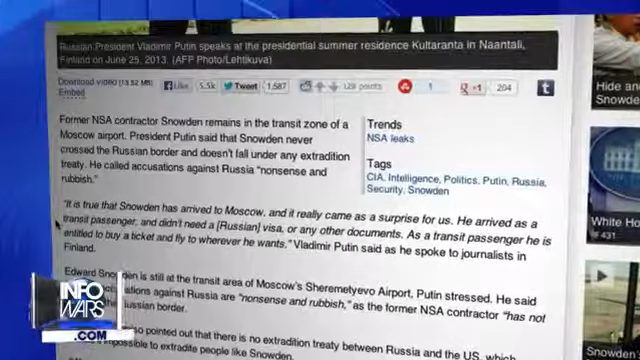 Russian President Vladimir Putin speaks at the presidential summer residence Kultaranta in Naantali,
Finland on June 25, 2013. (AFP Photo/Lehtikuva)
Download video (13.52 MB)
Embed
Like 5.5k Tweet 1,587 129 points 1 +1 204 t
Former NSA contractor Snowden remains in the transit zone of a
Moscow airport. President Putin said that Snowden never
crossed the Russian border and doesn't fall under any extradition
treaty. He called accusations against Russia "nonsense and
rubbish."
Trends
NSA leaks
Tags
CIA, Intelligence, Politics, Putin, Russia,
Security, Snowden
"It is true that Snowden has arrived to Moscow, and it really came as a surprise for us. He arrived as a
transit passenger, and didn't need a [Russian] visa, or any other documents. As a transit passenger he is
entitled to buy a ticket and fly to wherever he wants," Vladimir Putin said as he spoke to journalists in
Finland.
Edward Snowden is still at the transit area of Moscow's Sheremetyevo Airport, Putin stressed. He said
against Russia are "nonsense and rubbish," as the former NSA contractor "has not
Russian border.
pointed out that there is no extradition treaty between Russia and the US, which
impossible to extradite people like Snowden.
Hide and
Snowde
White Ho
#431
Snowden
INFO
WARS
.COM